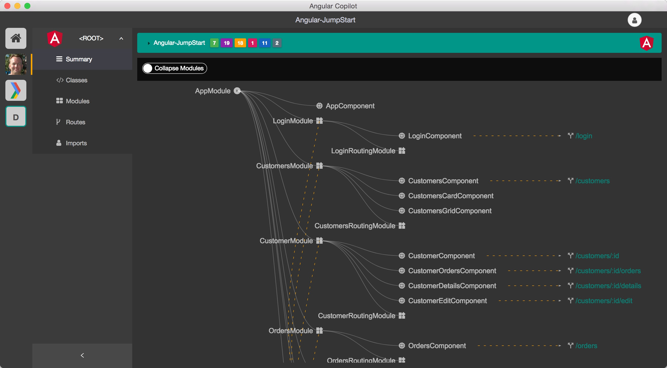 Angular Copilot
Angular-JumpStart
<ROOT>
Summary
Classes
Modules
Routes
Imports
D
Angular-JumpStart 7 19 18 1 11 2
Collapse Modules
AppModule
AppComponent
LoginModule
LoginComponent /login
LoginRoutingModule
CustomersModule
CustomersComponent /customers
CustomersCardComponent
CustomersGridComponent
CustomersRoutingModule
CustomerModule
CustomerComponent /customers/:id
CustomerOrdersComponent /customers/:id/orders
CustomerDetailsComponent /customers/:id/details
CustomerEditComponent /customers/:id/edit
CustomerRoutingModule
OrdersModule
OrdersComponent /orders
OrdersRoutingModule